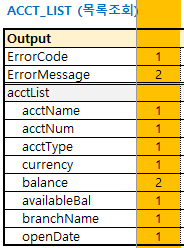 ACCT_LIST (목록조회)
Output
ErrorCode 1
ErrorMessage 2
acctList
acctName 1
acctNum 1
acctType 1
currency 1
balance 2
availableBal 1
branchName 1
openDate 1